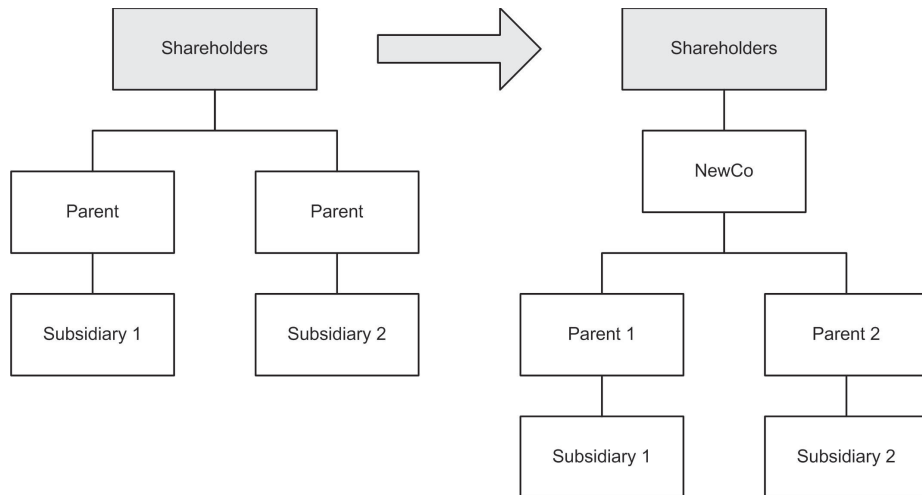 Shareholders
Shareholders
NewCo
Parent
Parent
Subsidiary 1
Subsidiary 2
Parent 1
Parent 2
Subsidiary 1
Subsidiary 2